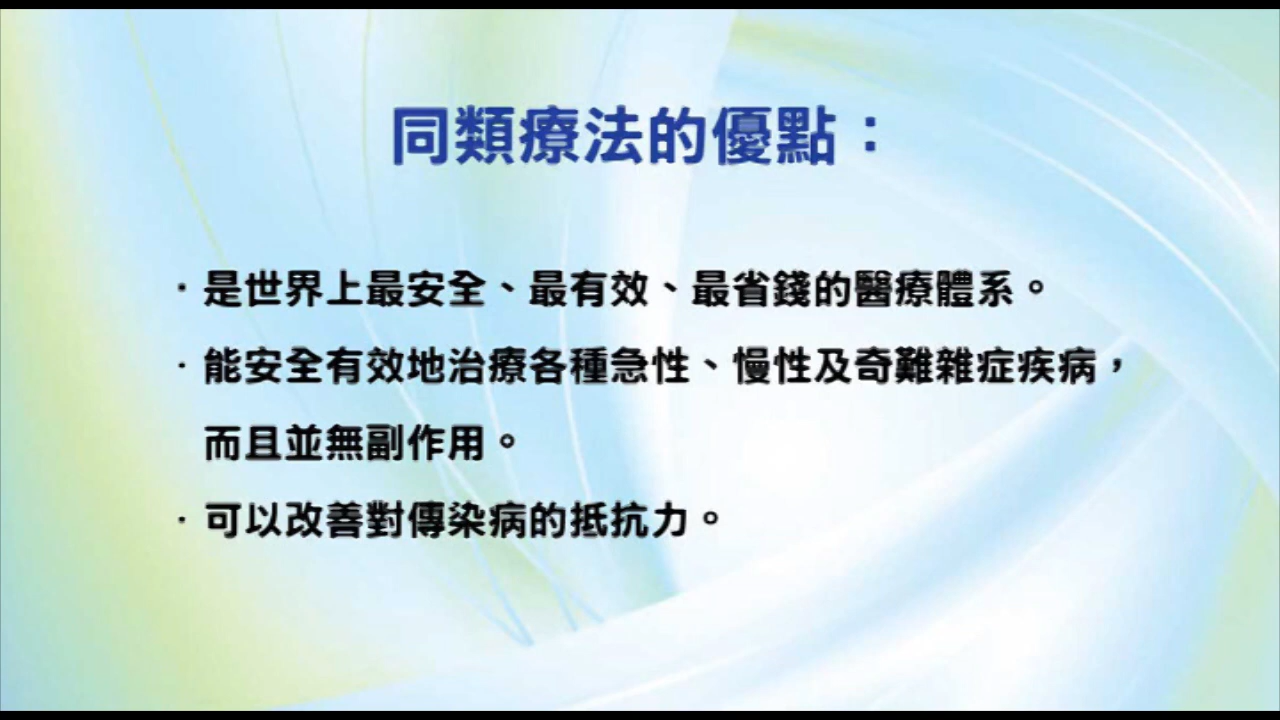 同類療法的優點：
·是世界上最安全、最有效、最省錢的醫療體系。
·能安全有效地治療各種急性、慢性及奇難雜症疾病，
而且並無副作用。
·可以改善對傳染病的抵抗力。